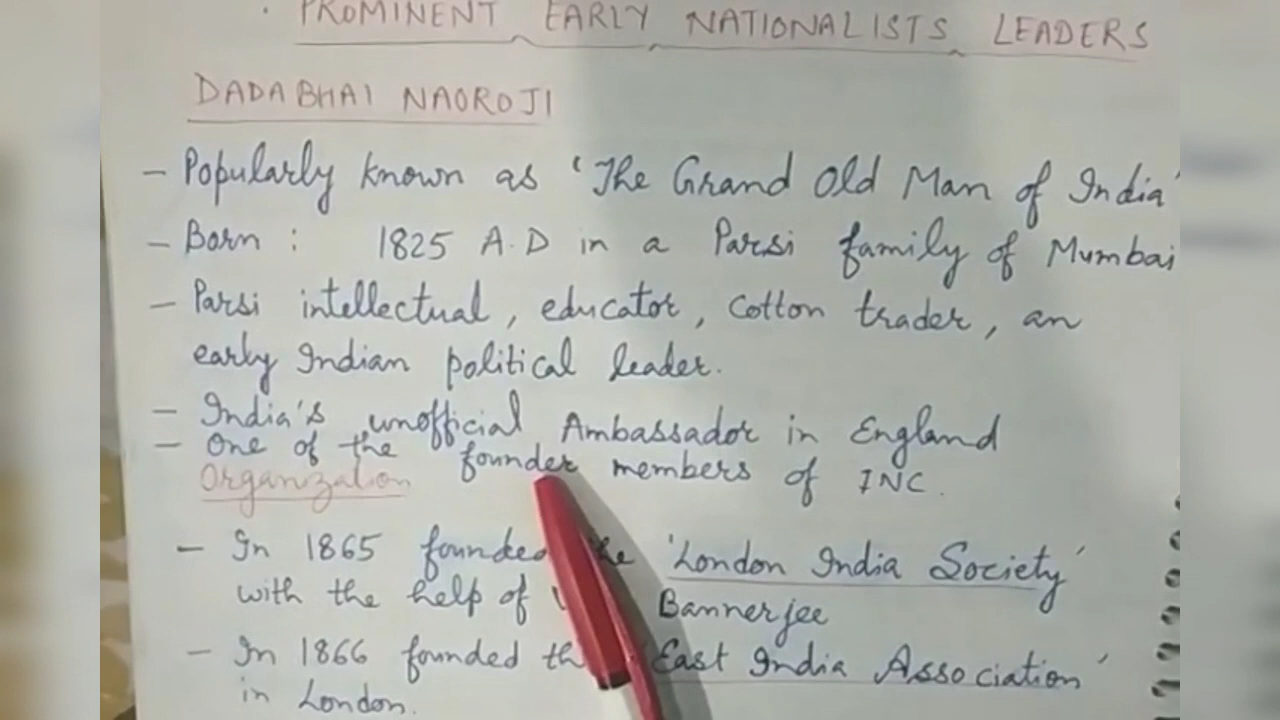 PROMINENT EARLY NATIONALISTS LEADERS
DADABHAI NAOROJI
- Popularly known as 'The Grand Old Man of India'
- Born : 1825 A.D in a Parsi family of Mumbai
- Parsi intellectual, educator, cotton trader, an
early Indian political leader.
- India's unofficial Ambassador in England
- One of the founder members of INC.
Organization
- In 1865 founded the 'London India Society'
with the help of Bannerjee
- In 1866 founded the 'East India Association'
in London.